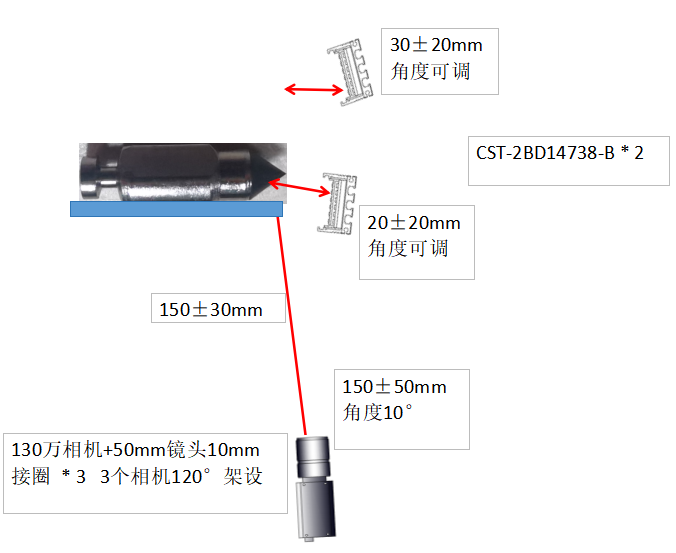 30±20mm
角度可调
CST-2BD14738-B * 2
20±20mm
角度可调
150±30mm
150±50mm
角度10°
130万相机+50mm镜头10mm
接圈 * 3 3个相机120°架设